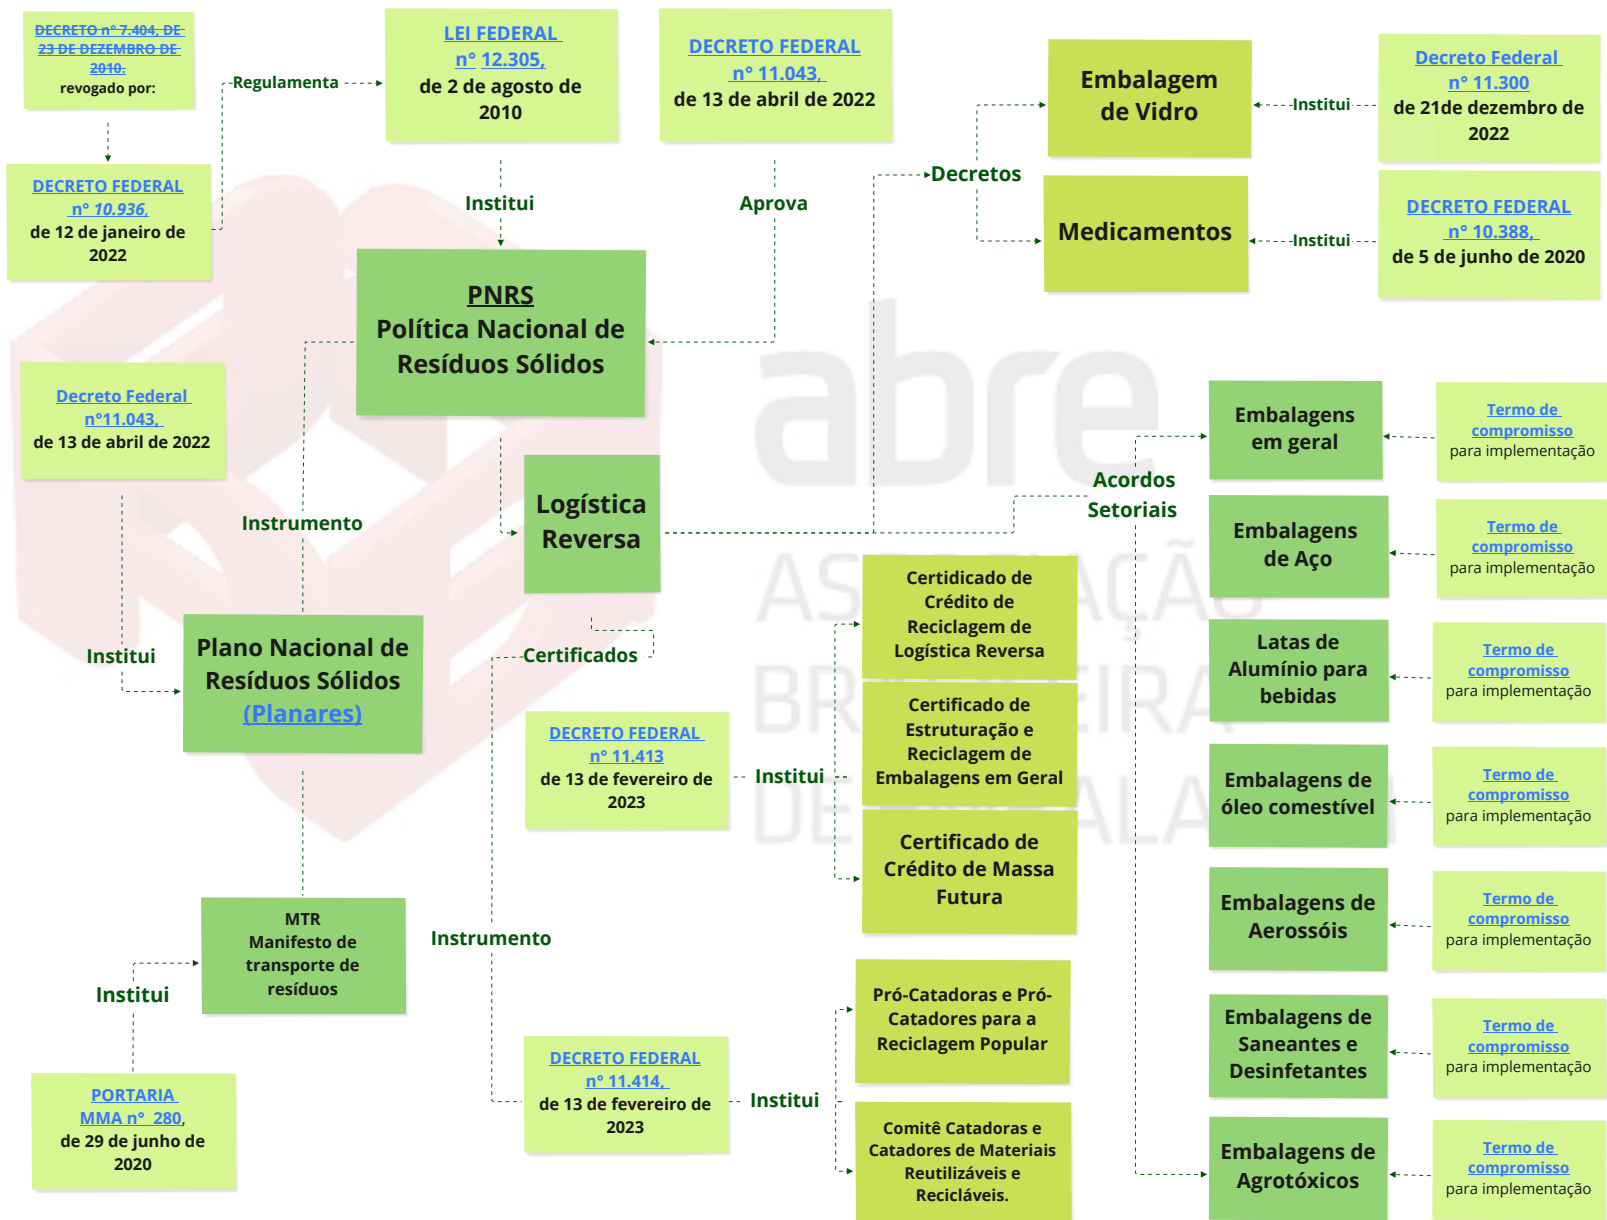 DECRETO nº 7.404, DE
23 DE DEZEMBRO DE
2010.
revogado por:
Regulamenta
LEI FEDERAL
n° 12.305,
de 2 de agosto de
2010
DECRETO FEDERAL
n° 11.043,
de 13 de abril de 2022
Embalagem
de Vidro
Institui
Decreto Federal
n° 11.300
de 21de dezembro de
2022
DECRETO FEDERAL
n° 10.936,
de 12 de janeiro de
2022
Institui
Aprova
Decretos
Medicamentos
Institui
DECRETO FEDERAL
n° 10.388,
de 5 de junho de 2020
PNRS
Política Nacional de
Resíduos Sólidos
Decreto Federal
n°11.043,
de 13 de abril de 2022
abre
ASSOCIAÇÃO
Instrumento
Logística
Reversa
Acordos
Setoriais
Embalagens
em geral
Termo de
compromisso
para implementação
Embalagens
de Aço
Termo de
compromisso
para implementação
Institui
Plano Nacional de
Resíduos Sólidos
(Planares)
Certificados
Certidicado de
Crédito de
Reciclagem de
Logística Reversa
Latas de
Alumínio para
bebidas
Termo de
compromisso
para implementação
DECRETO FEDERAL
n° 11.413
de 13 de fevereiro de
2023
Institui
Certificado de
Estruturação e
Reciclagem de
Embalagens em Geral
Certificado de
Crédito de Massa
Futura
Embalagens de
óleo comestível
Termo de
compromisso
para implementação
MTR
Manifesto de
transporte de
resíduos
Instrumento
Embalagens de
Aerossóis
Termo de
compromisso
para implementação
Institui
PORTARIA
MMA n° 280,
de 29 de junho de
2020
DECRETO FEDERAL
n° 11.414,
de 13 de fevereiro de
2023
Institui
Pró-Catadoras e Pró-
Catadores para a
Reciclagem Popular
Comitê Catadoras e
Catadores de Materiais
Reutilizáveis e
Recicláveis.
Embalagens de
Saneantes e
Desinfetantes
Termo de
compromisso
para implementação
Embalagens de
Agrotóxicos
Termo de
compromisso
para implementação